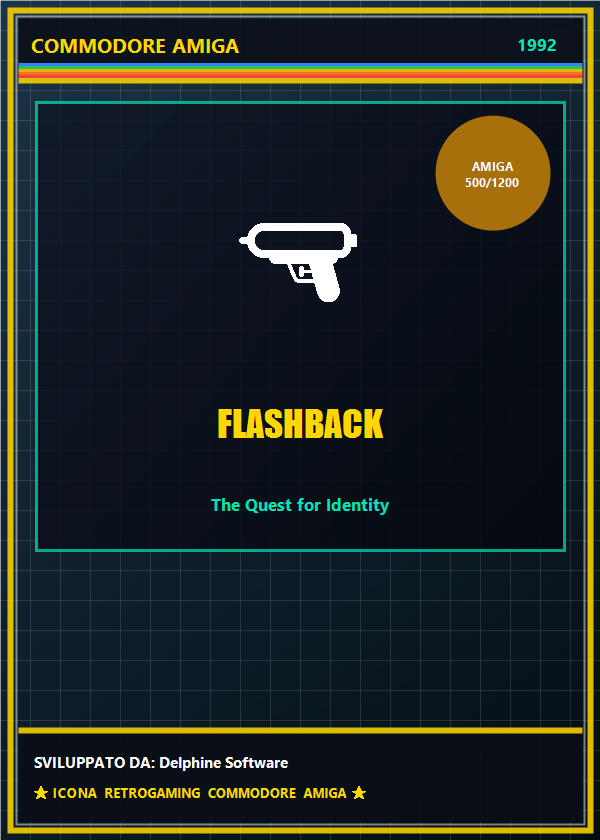 COMMODORE AMIGA
1992
AMIGA
500/1200
FLASHBACK
The Quest for Identity
SVILUPPATO DA: Delphine Software
★ ICONA RETROGAMING COMMODORE AMIGA ★